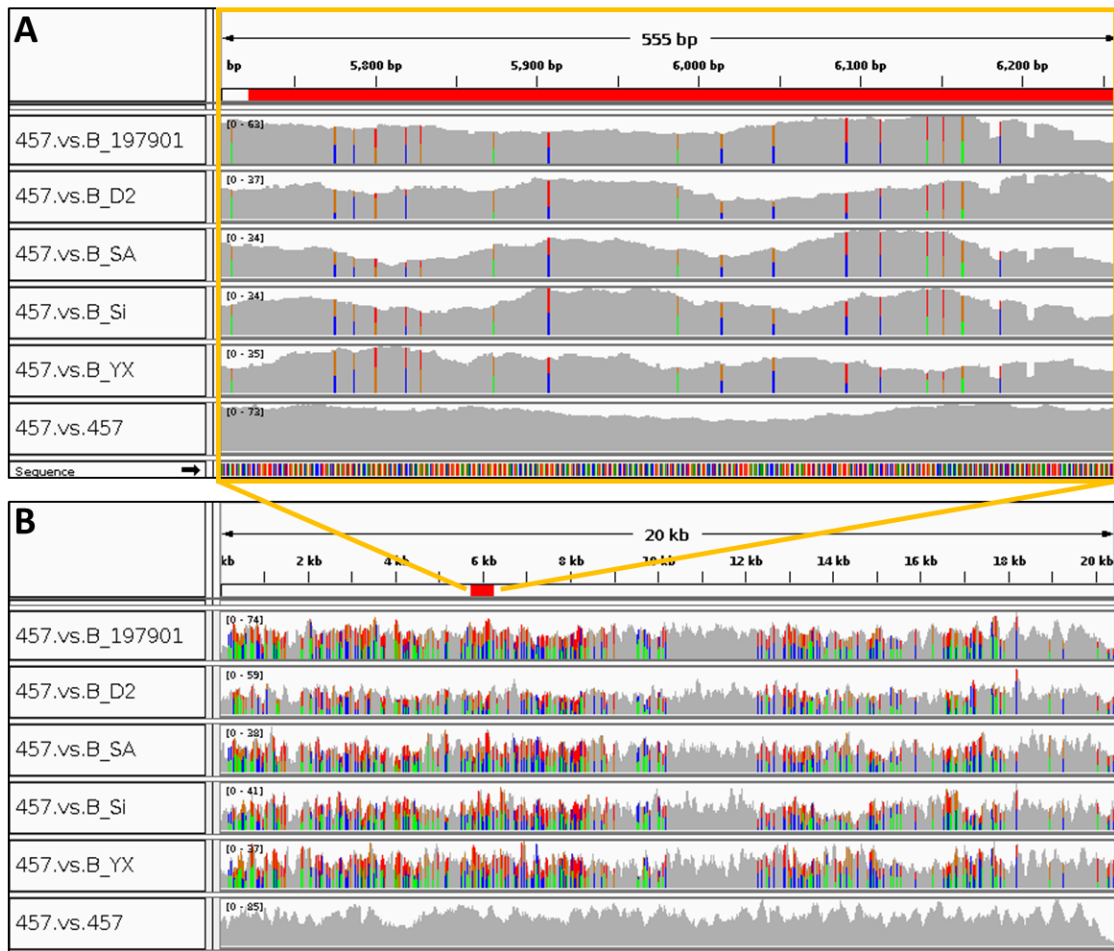 A
555 bp
bp 5,800 bp 5,900 bp 6,000 bp 6,100 bp 6,200 bp
457.vs.B_197901 [0 - 63]
457.vs.B_D2 [0 - 37]
457.vs.B_SA [0 - 34]
457.vs.B_Si [0 - 34]
457.vs.B_YX [0 - 35]
457.vs.457 [0 - 73]
Sequence
B
20 kb
kb 2 kb 4 kb 6 kb 8 kb 10 kb 12 kb 14 kb 16 kb 18 kb 20 kb
457.vs.B_197901 [0 - 74]
457.vs.B_D2 [0 - 59]
457.vs.B_SA [0 - 38]
457.vs.B_Si [0 - 41]
457.vs.B_YX [0 - 37]
457.vs.457 [0 - 85]